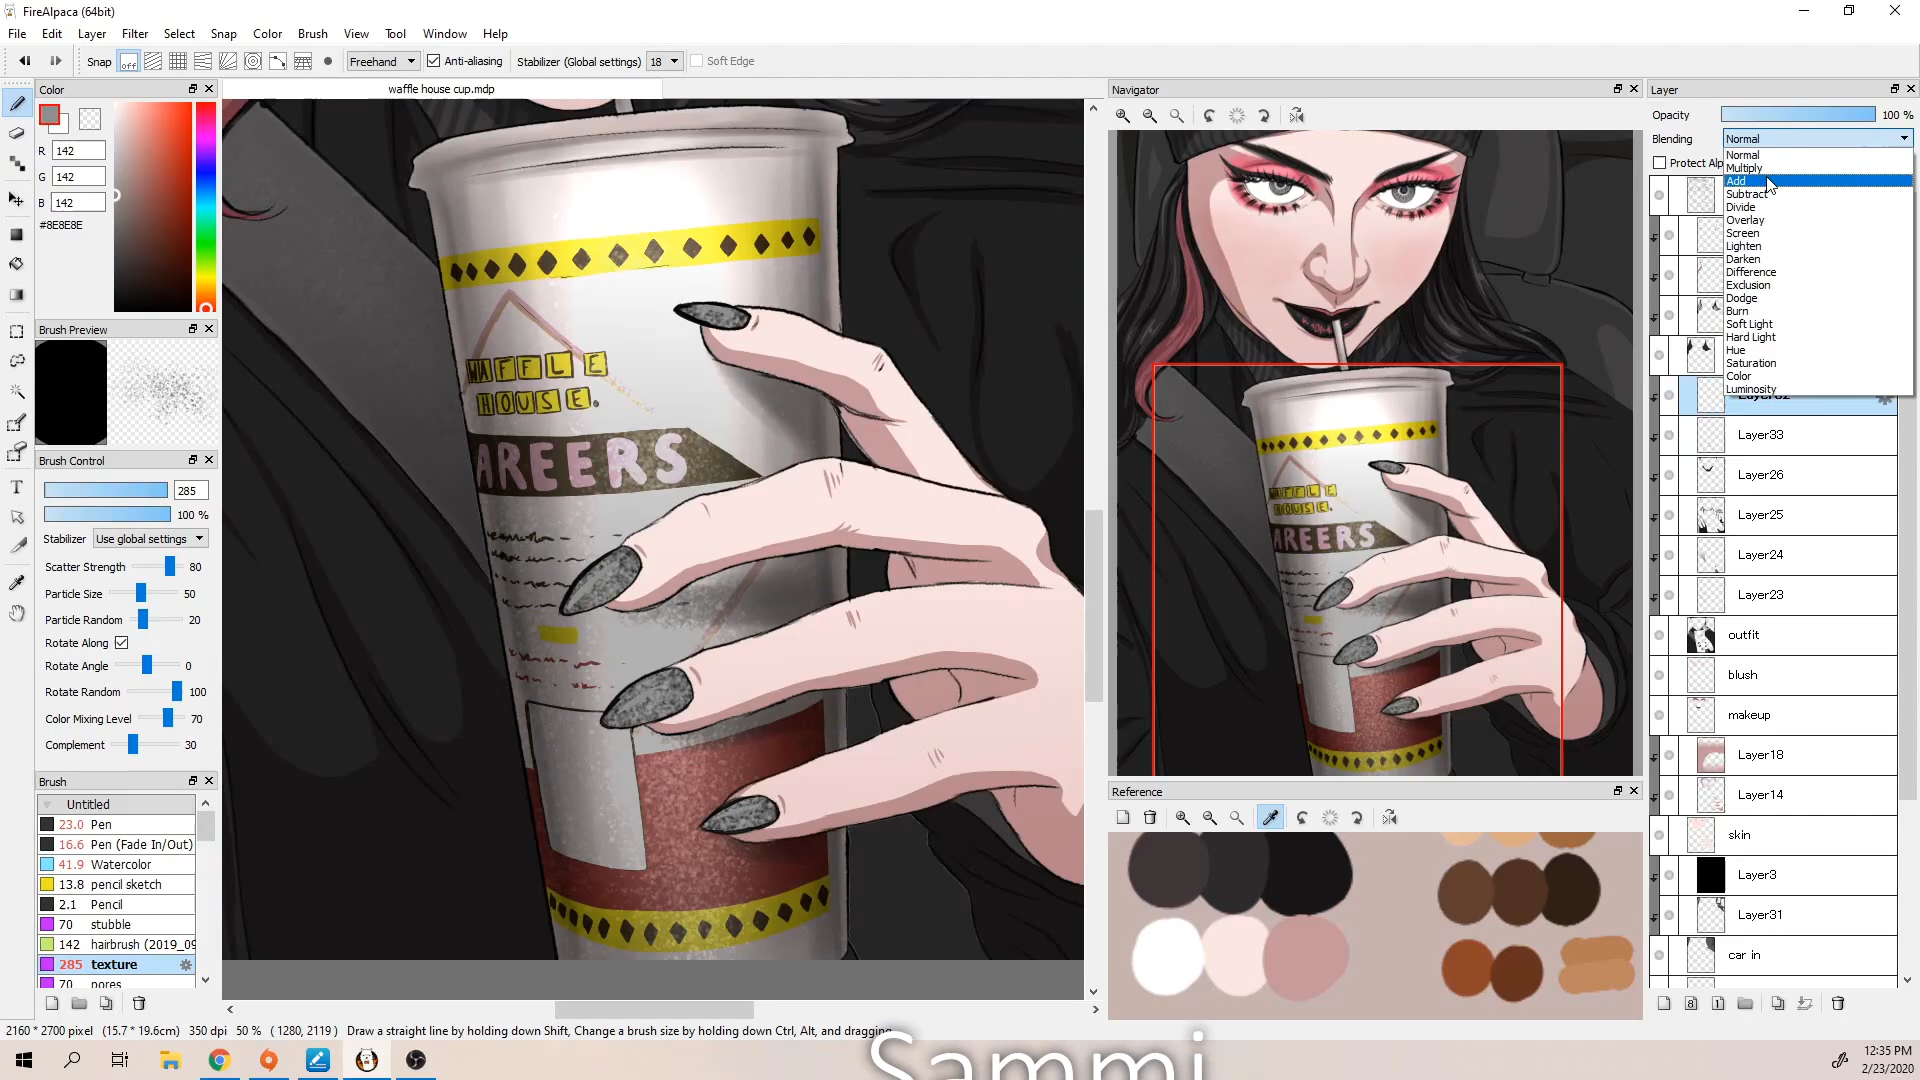 FireAlpaca (64bit)
File Edit Layer Filter Select Snap Color Brush View Tool Window Help
Snap off Freehand Anti-aliasing Stabilizer (Global settings) 18 Soft Edge
Color
waffle house cup.mdp
Navigator
Layer
R 142
G 142
B 142
#8E8E8E
Brush Preview
Brush Control
285
100 %
Stabilizer Use global settings
Scatter Strength 80
Particle Size 50
Particle Random 20
Rotate Along
Rotate Angle 0
Rotate Random 100
Color Mixing Level 70
Complement 30
Brush
Untitled
23.0 Pen
16.6 Pen (Fade In/Out)
41.9 Watercolor
13.8 pencil sketch
2.1 Pencil
70 stubble
142 hairbrush (2019_09
285 texture
70 pores
WAFFLE
HOUSE.
AREERS
WAFFLE
HOUSE.
AREERS
Reference
Opacity 100 %
Blending Normal
Protect Alp
Normal
Multiply
Add
Subtract
Divide
Overlay
Screen
Lighten
Darken
Difference
Exclusion
Dodge
Burn
Soft Light
Hard Light
Hue
Saturation
Color
Luminosity
Layer33
Layer26
Layer25
Layer24
Layer23
outfit
blush
makeup
Layer18
Layer14
skin
Layer3
Layer31
car in
2160 * 2700 pixel (15.7 * 19.6cm) 350 dpi 50 % ( 1280, 2119 ) Draw a straight line by holding down Shift, Change a brush size by holding down Ctrl, Alt, and dragging
Sammi
12:35 PM
2/23/2020